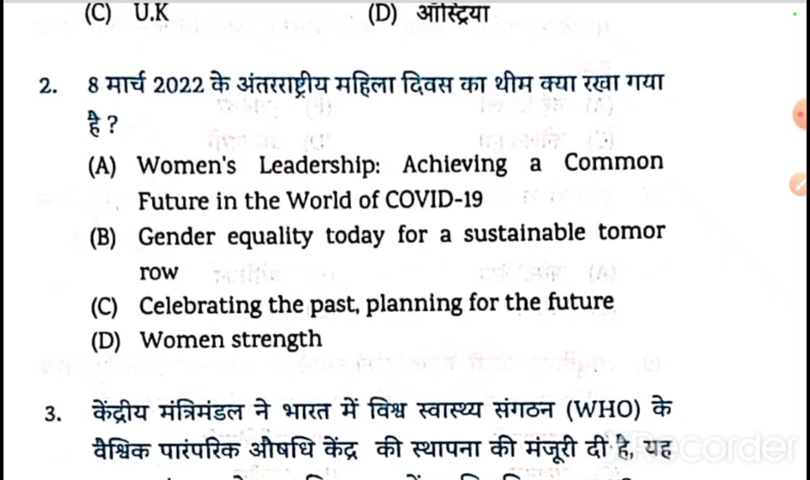 (C) U.K (D) ऑस्ट्रिया
2. 8 मार्च 2022 के अंतरराष्ट्रीय महिला दिवस का थीम क्या रखा गया
है ?
(A) Women's Leadership: Achieving a Common
Future in the World of COVID-19
(B) Gender equality today for a sustainable tomor
row
(C) Celebrating the past, planning for the future
(D) Women strength
3. केंद्रीय मंत्रिमंडल ने भारत में विश्व स्वास्थ्य संगठन (WHO) के
वैश्विक पारंपरिक औषधि केंद्र की स्थापना की मंजूरी दी है, यह
Recorder